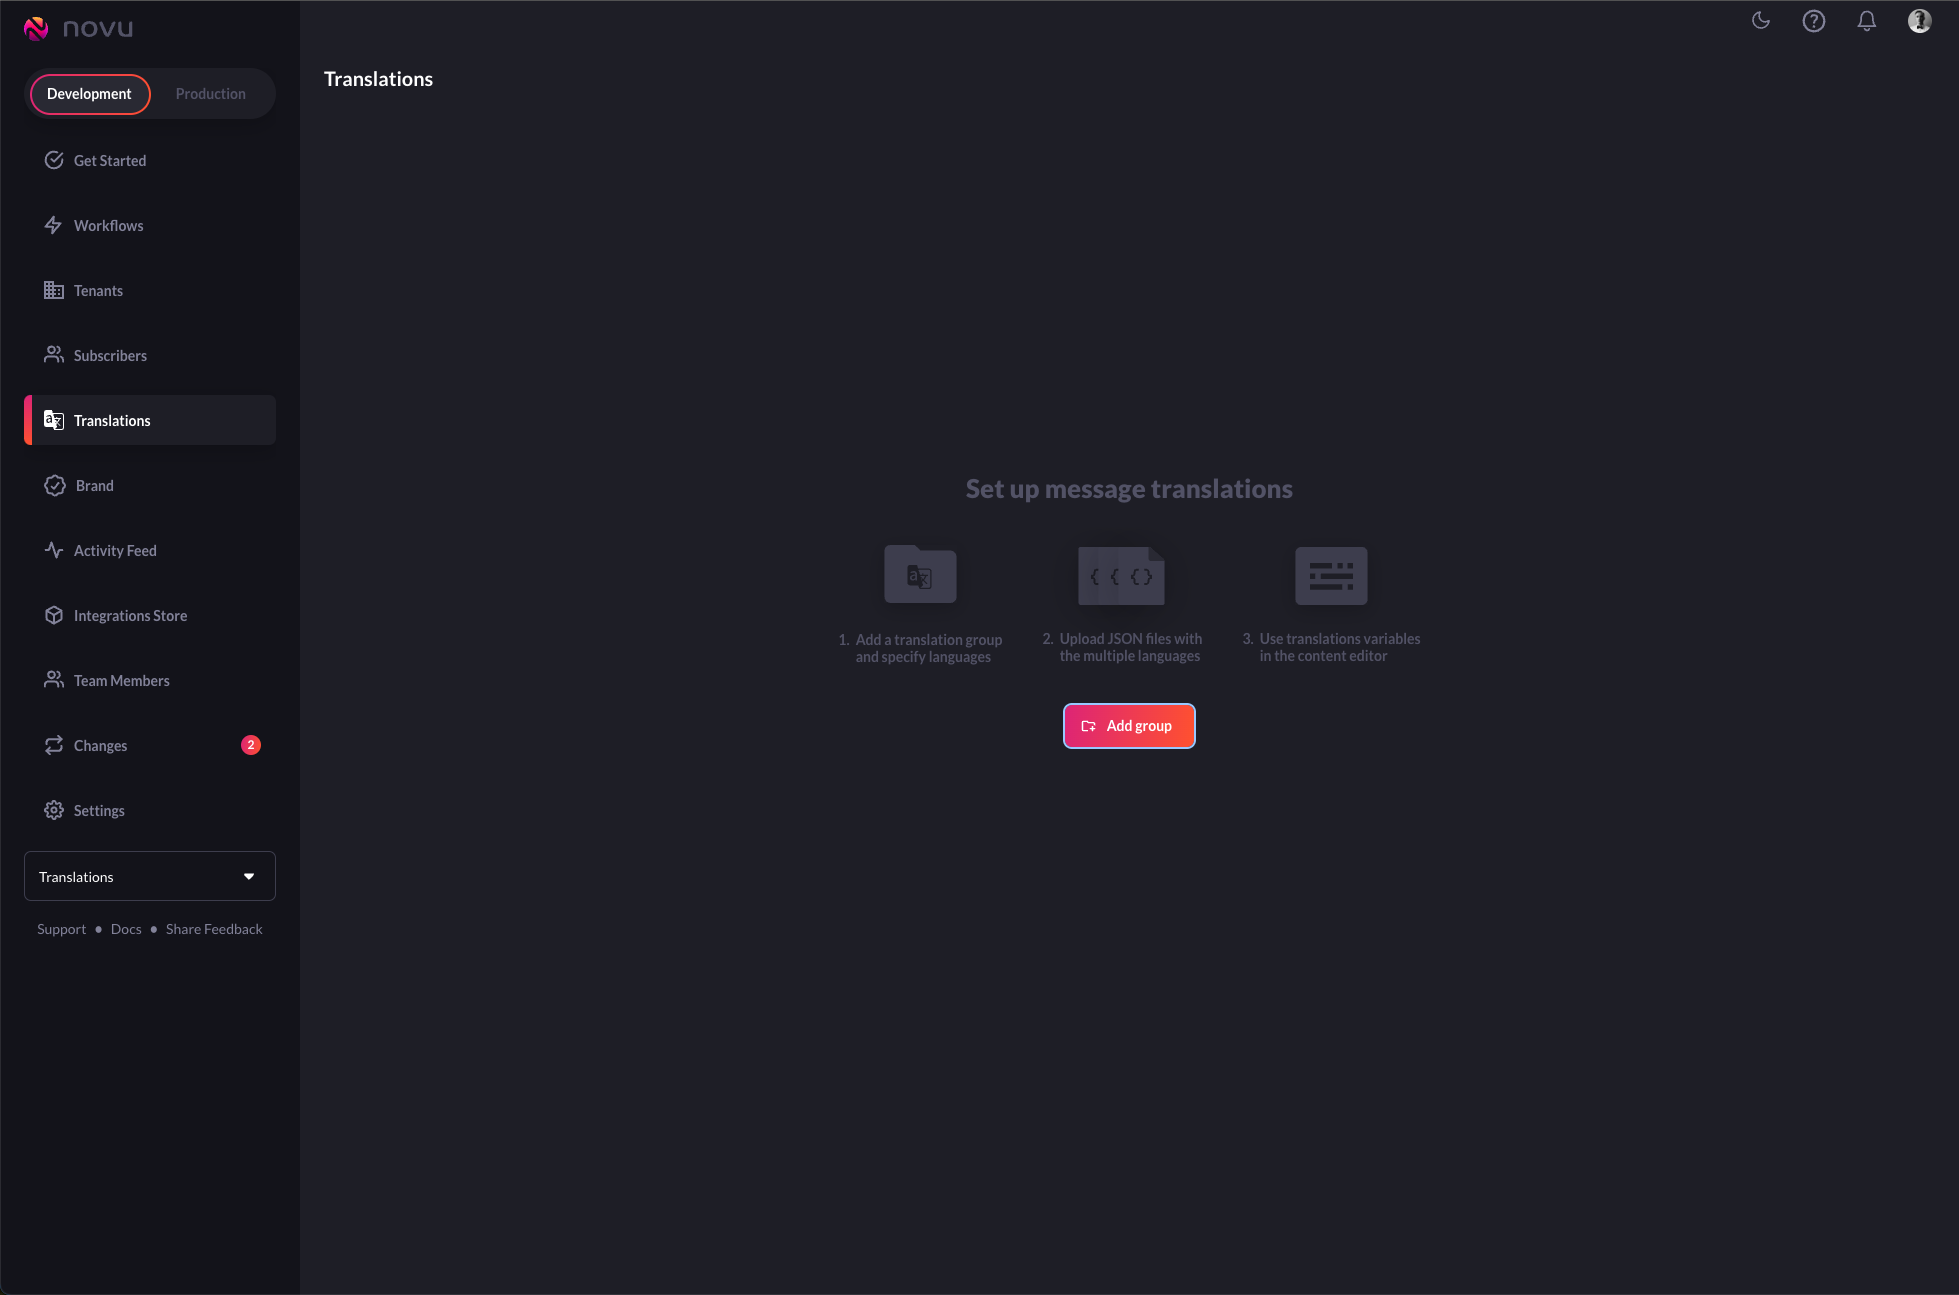 novu
Development Production
Get Started
Workflows
Tenants
Subscribers
Translations
Brand
Activity Feed
Integrations Store
Team Members
Changes 2
Settings
Translations
Support • Docs • Share Feedback
Translations
Set up message translations
1. Add a translation group
and specify languages
2. Upload JSON files with
the multiple languages
3. Use translations variables
in the content editor
Add group